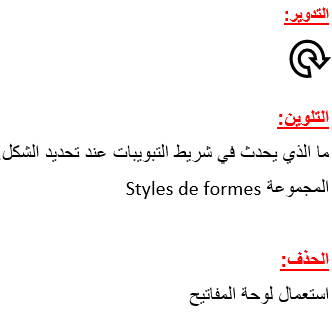 التدوير:
التلوين:
ما الذي يحدث في شريط التبويبات عند تحديد الشكل.
المجموعة Styles de formes
الحذف:
استعمال لوحة المفاتيح